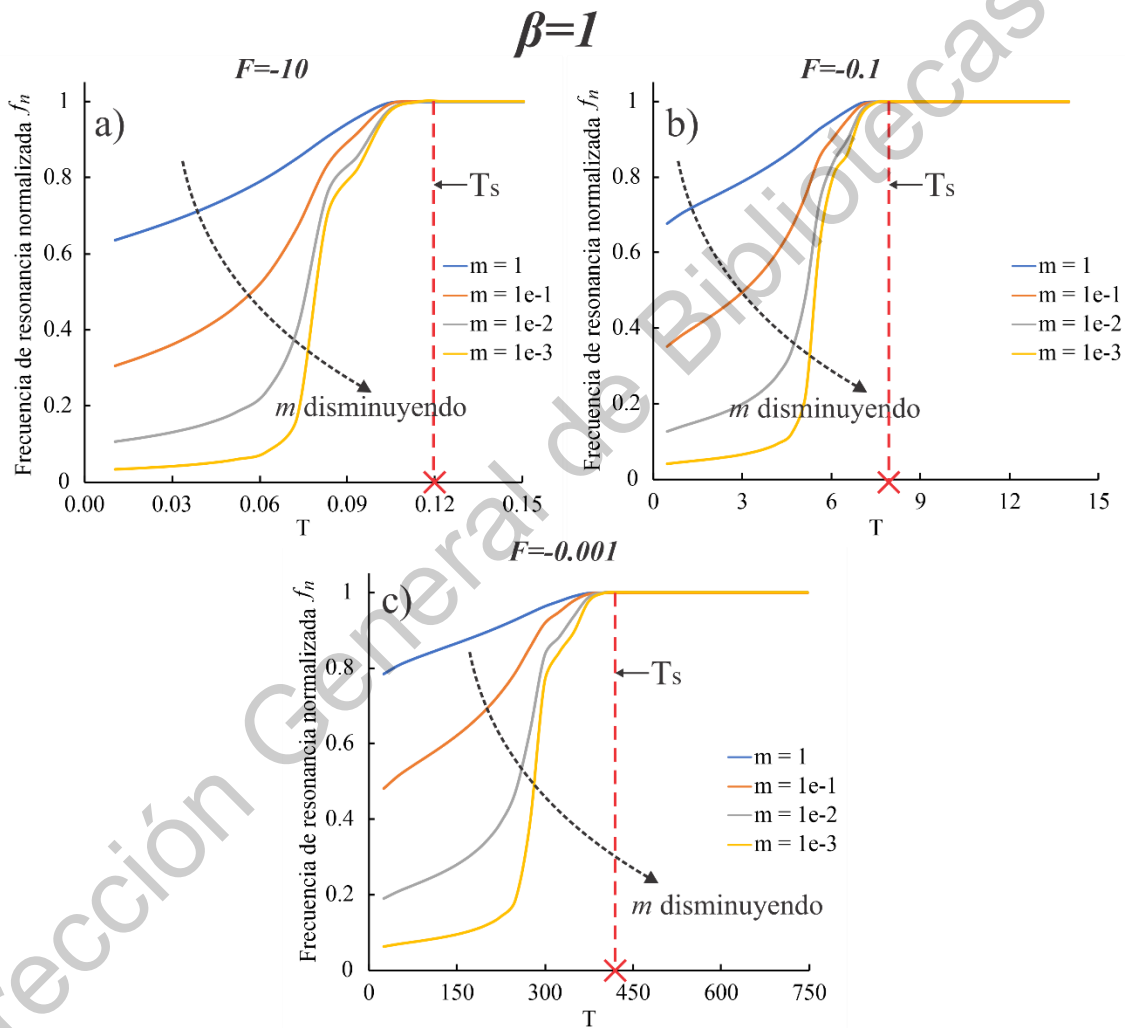 β=1
F=-10
a)
Frecuencia de resonancia normalizada fn
1
0.8
0.6
0.4
0.2
0
0.00 0.03 0.06 0.09 0.12 0.15
T
Ts
m = 1
m = 1e-1
m = 1e-2
m = 1e-3
m disminuyendo
F=-0.1
b)
Frecuencia de resonancia normalizada fn
1
0.8
0.6
0.4
0.2
0
0 3 6 9 12 15
T
Ts
m = 1
m = 1e-1
m = 1e-2
m = 1e-3
m disminuyendo
F=-0.001
c)
Frecuencia de resonancia normalizada fn
1
0.8
0.6
0.4
0.2
0
0 150 300 450 600 750
T
Ts
m = 1
m = 1e-1
m = 1e-2
m = 1e-3
m disminuyendo
rección General de Bibliotecas